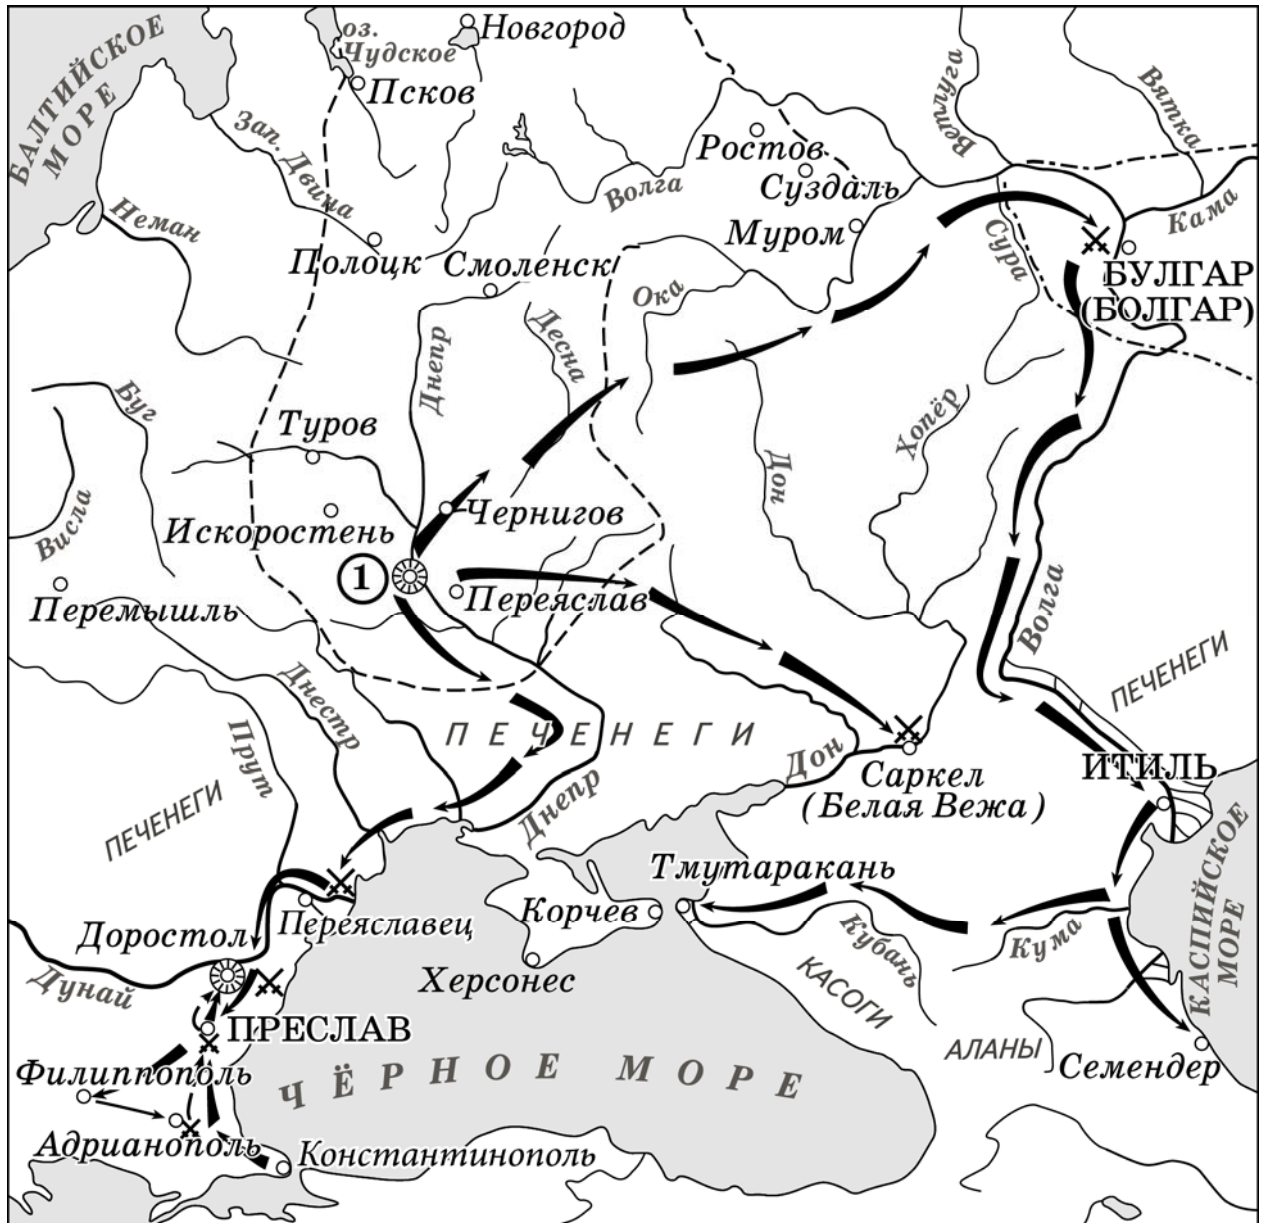 БАЛТИЙСКОЕ
МОРЕ
оз.
Чудское
Новгород
Псков
Зап. Двина
Ветлуга
Вятка
Ростов
Суздаль
Волга
Неман
Муром
Сура
Кама
Полоцк
Смоленск
Ока
БУЛГАР
(БОЛГАР)
Днепр
Десна
Буг
Туров
Хопёр
Дон
Висла
Искоростень
Чернигов
1
Перемышль
Переяслав
Волга
ПЕЧЕНЕГИ
Днестр
Прут
ПЕЧЕНЕГИ
Дон
ИТИЛЬ
Саркел
(Белая Вежа)
ПЕЧЕНЕГИ
Днепр
Тмутаракань
КАСПИЙСКОЕ
МОРЕ
Корчев
Переяславец
Доростол
Кубань
Кума
Дунай
Херсонес
КАСОГИ
ПРЕСЛАВ
АЛАНЫ
Семендер
Филиппополь
ЧЁРНОЕ МОРЕ
Адрианополь
Константинополь